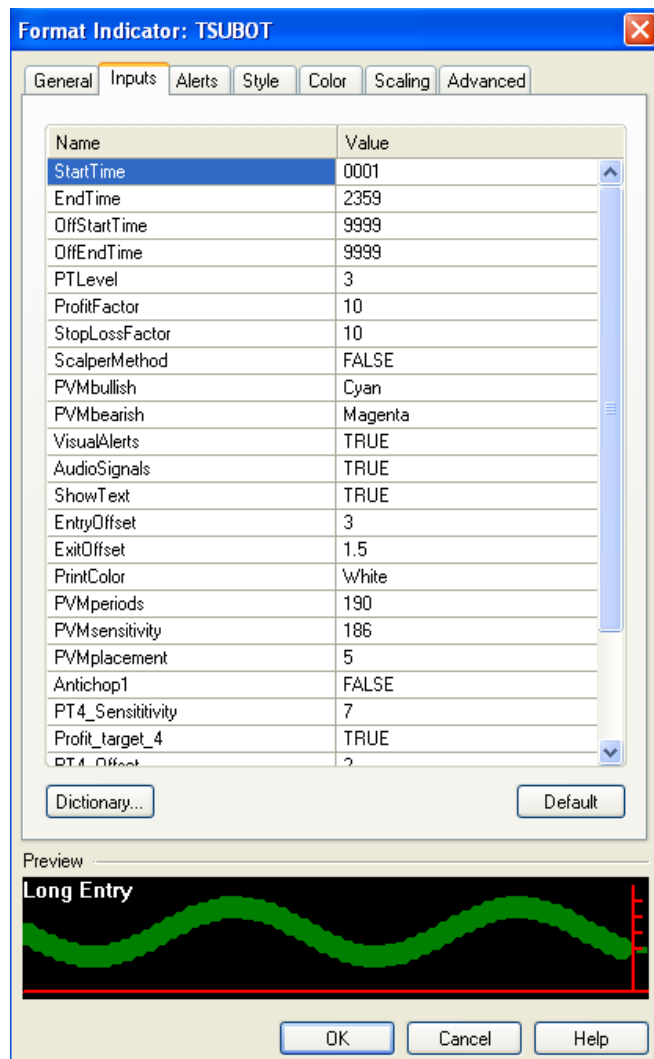 Format Indicator: TSUBOT
General Inputs Alerts Style Color Scaling Advanced
Name Value
StartTime 0001
EndTime 2359
OffStartTime 9999
OffEndTime 9999
PTLevel 3
ProfitFactor 10
StopLossFactor 10
ScalperMethod FALSE
PVMbullish Cyan
PVMbearish Magenta
VisualAlerts TRUE
AudioSignals TRUE
ShowText TRUE
EntryOffset 3
ExitOffset 1.5
PrintColor White
PVMperiods 190
PVMsensitivity 186
PVMplacement 5
Antichop1 FALSE
PT4_Sensititivity 7
Profit_target_4 TRUE
PT4_Offset 2
Dictionary... Default
Preview
Long Entry
OK Cancel Help